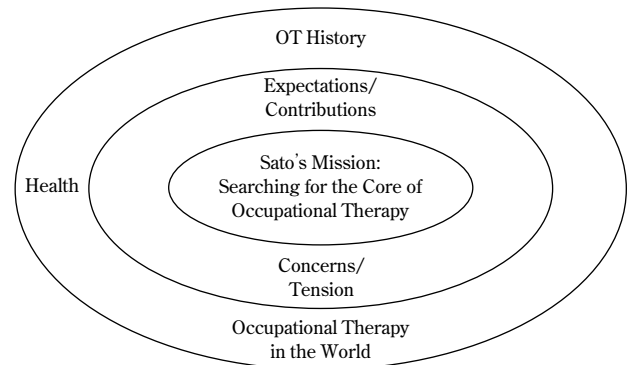 OT History
Expectations/
Contributions
Health
Sato’s Mission:
Searching for the Core of
Occupational Therapy
Concerns/
Tension
Occupational Therapy
in the World